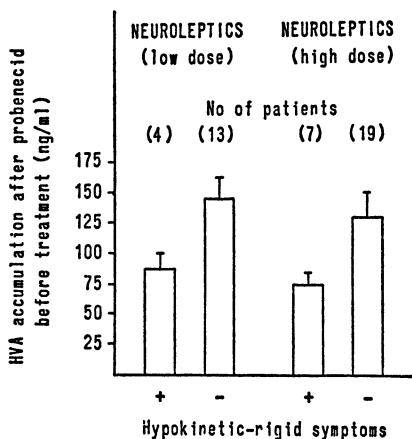 NEUROLEPTICS NEUROLEPTICS
(low dose) (high dose)
No of patients
(4) (13) (7) (19)
HVA accumulation after probenecid
before treatment (ng/ml)
175
150
125
100
75
50
25
+ - + -
Hypokinetic-rigid symptoms